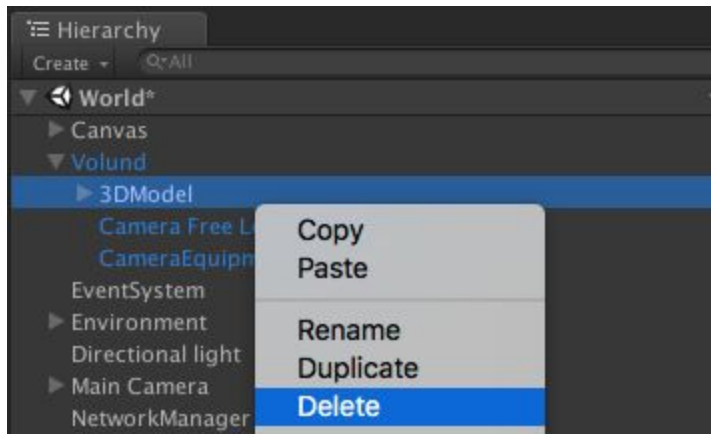 Hierarchy
Create
All
World*
Canvas
Volund
3DModel
Camera Free
Copy
Paste
EventSystem
Environment
Rename
Directional light
Duplicate
Main Camera
Delete
NetworkManager